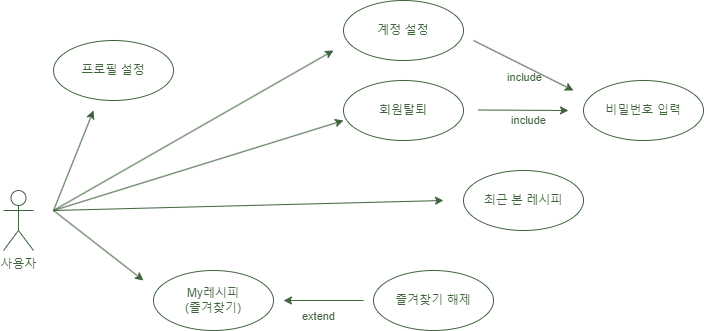 계정 설정
프로필 설정
include
회원탈퇴
비밀번호 입력
include
최근 본 레시피
사용자
My레시피
(즐겨찾기)
즐겨찾기 해제
extend